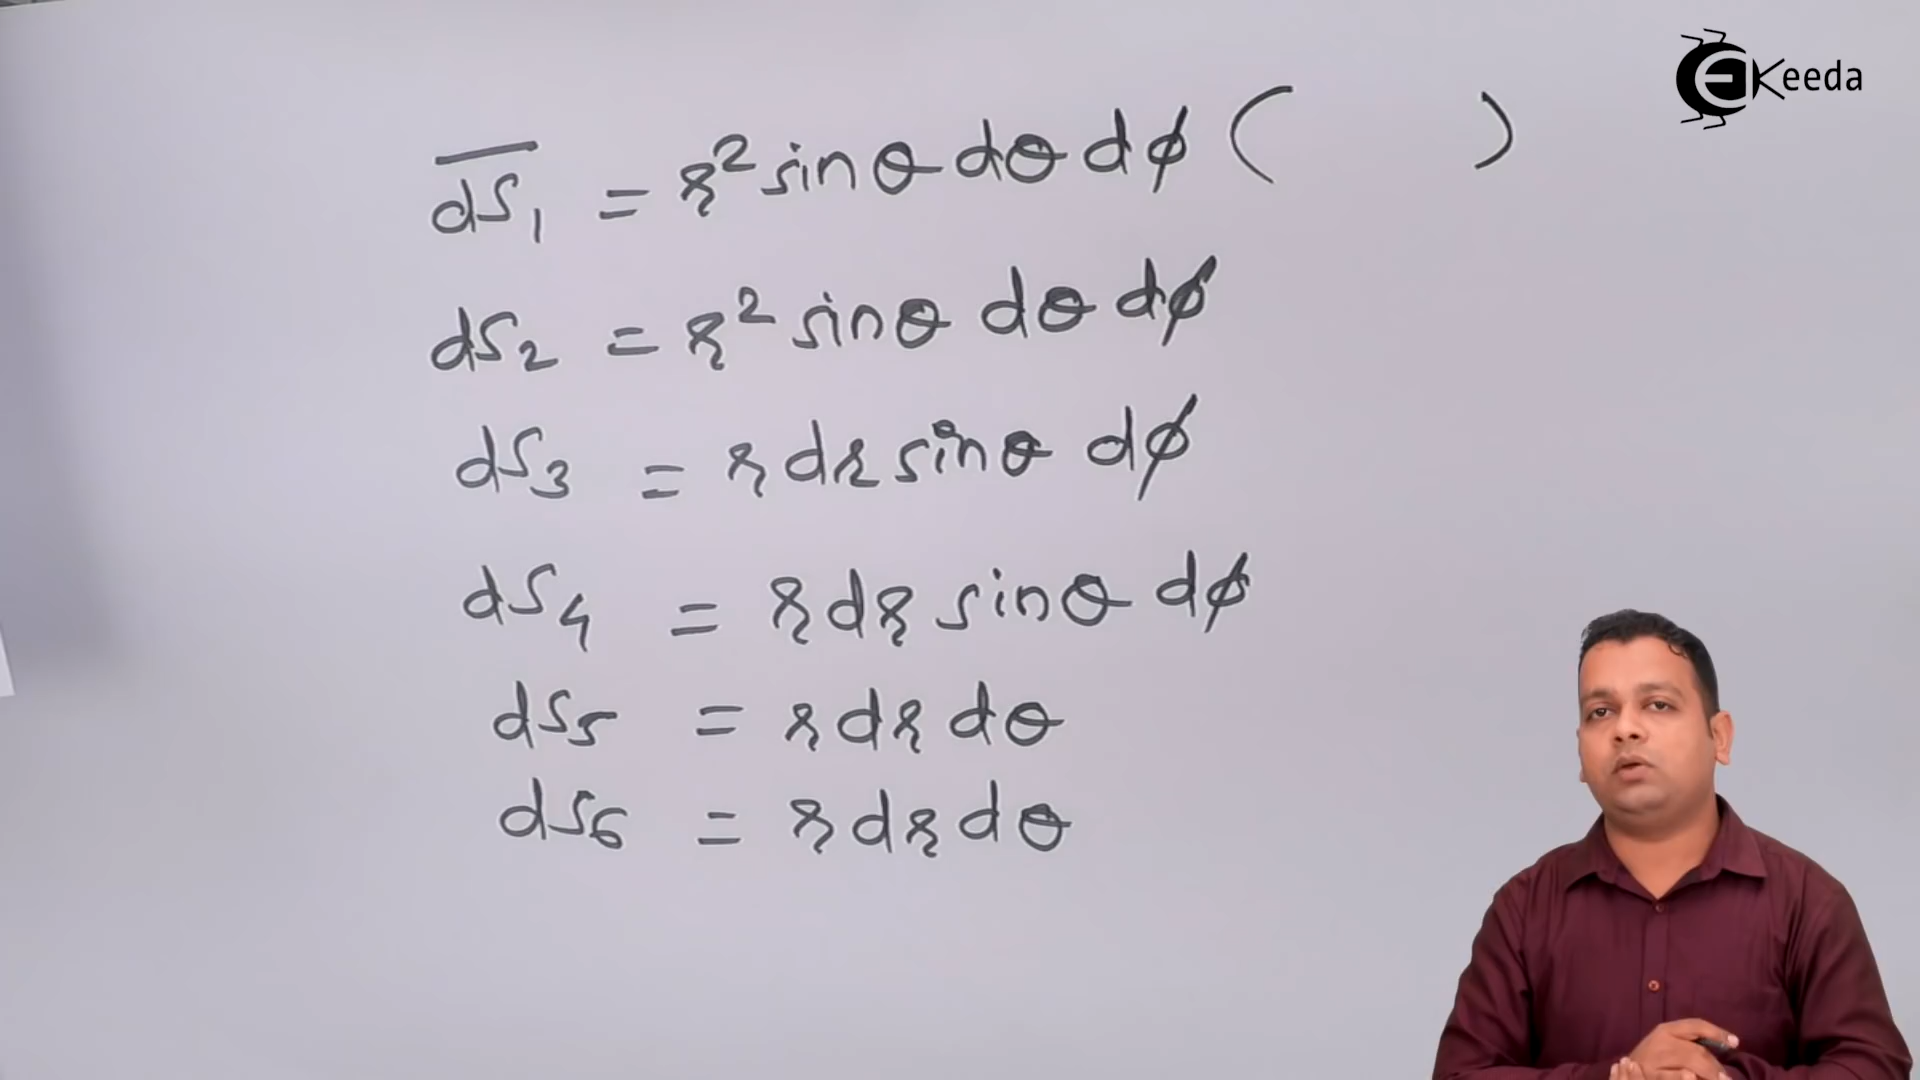 EKeeda
dS₁ = r² sinθ dθ dϕ ( )
dS₂ = r² sinθ dθ dϕ
dS₃ = r dr sinθ dϕ
dS₄ = r dr sinθ dϕ
dS₅ = r dr dθ
dS₆ = r dr dθ